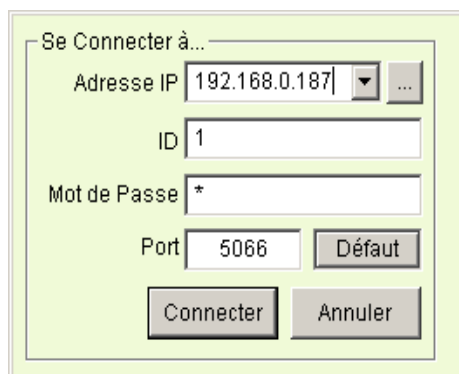 Se Connecter à...
Adresse IP 192.168.0.187 ...
ID 1
Mot de Passe *
Port 5066 Défaut
Connecter Annuler